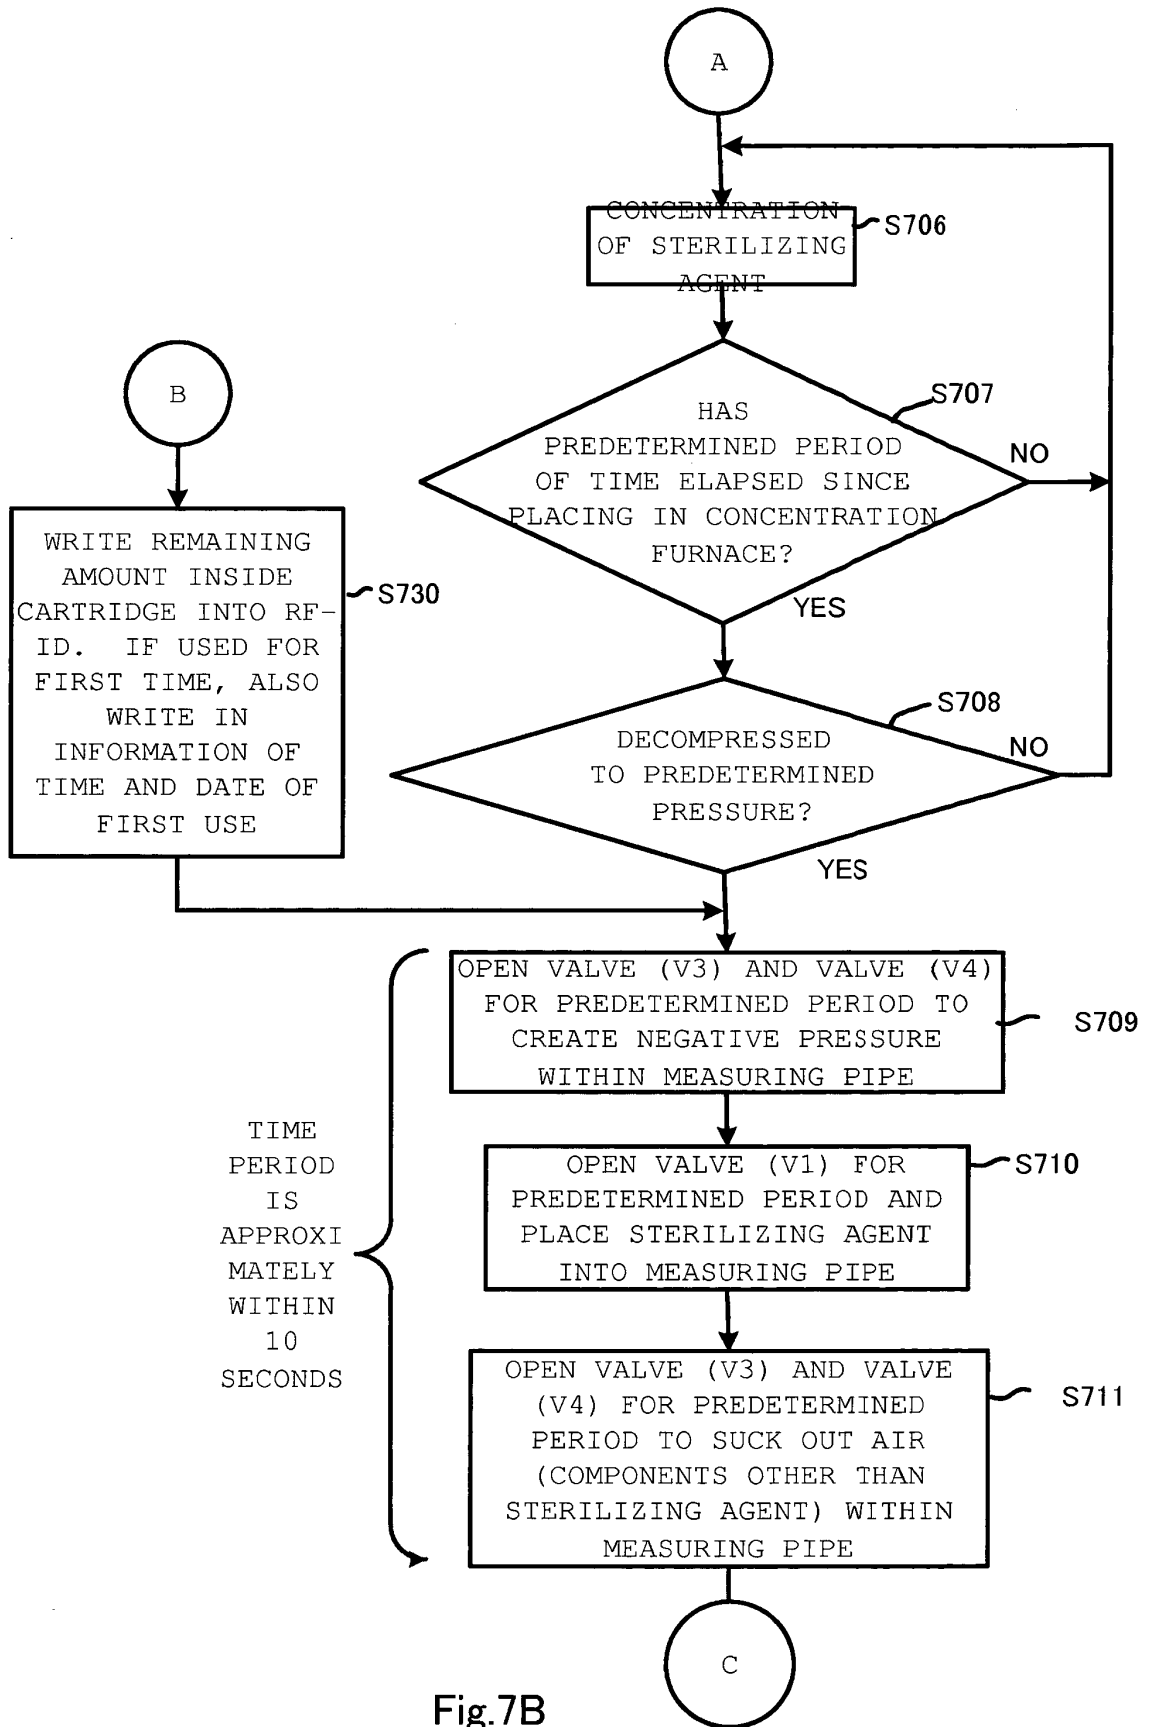 A
CONCENTRATION
OF STERILIZING
AGENT
S706
HAS
PREDETERMINED PERIOD
OF TIME ELAPSED SINCE
PLACING IN CONCENTRATION
FURNACE?
S707
NO
YES
B
WRITE REMAINING
AMOUNT INSIDE
CARTRIDGE INTO RF-
ID. IF USED FOR
FIRST TIME, ALSO
WRITE IN
INFORMATION OF
TIME AND DATE OF
FIRST USE
S730
DECOMPRESSED
TO PREDETERMINED
PRESSURE?
S708
NO
YES
OPEN VALVE (V3) AND VALVE (V4)
FOR PREDETERMINED PERIOD TO
CREATE NEGATIVE PRESSURE
WITHIN MEASURING PIPE
S709
TIME
PERIOD
IS
APPROXI
MATELY
WITHIN
10
SECONDS
OPEN VALVE (V1) FOR
PREDETERMINED PERIOD AND
PLACE STERILIZING AGENT
INTO MEASURING PIPE
S710
OPEN VALVE (V3) AND VALVE
(V4) FOR PREDETERMINED
PERIOD TO SUCK OUT AIR
(COMPONENTS OTHER THAN
STERILIZING AGENT) WITHIN
MEASURING PIPE
S711
C
Fig.7B